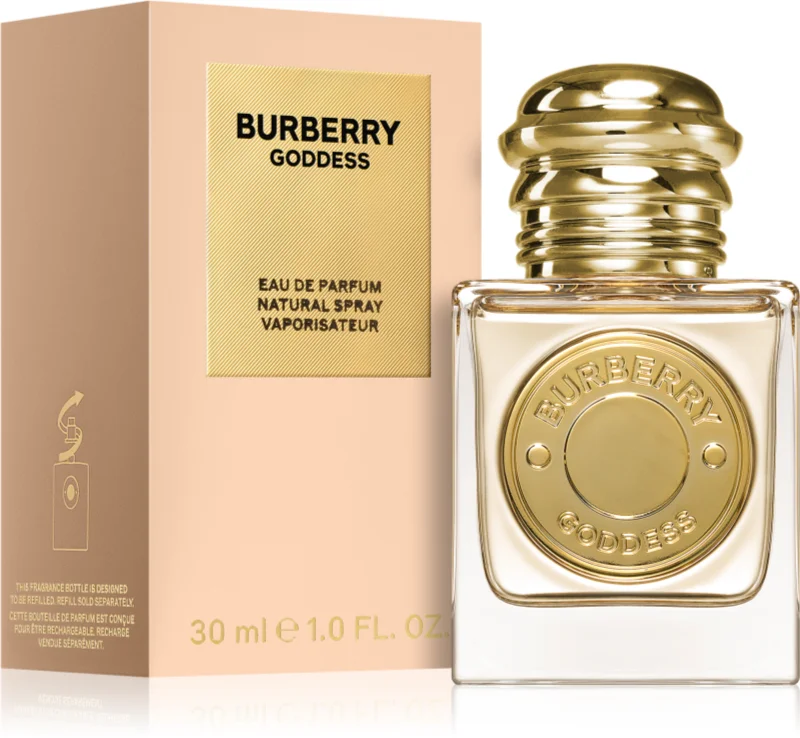 BURBERRY
GODDESS
EAU DE PARFUM
NATURAL SPRAY
VAPORISATEUR
THIS FRAGRANCE BOTTLE IS DESIGNED
TO BE REFILLED. REFILL SOLD SEPARATELY.
CETTE BOUTEILLE DE PARFUM EST CONÇUE
POUR ÊTRE RECHARGEABLE. RECHARGE
VENDUE SÉPARÉMENT.
30 ml ℮ 1.0 FL. OZ.
BURBERRY
GODDESS